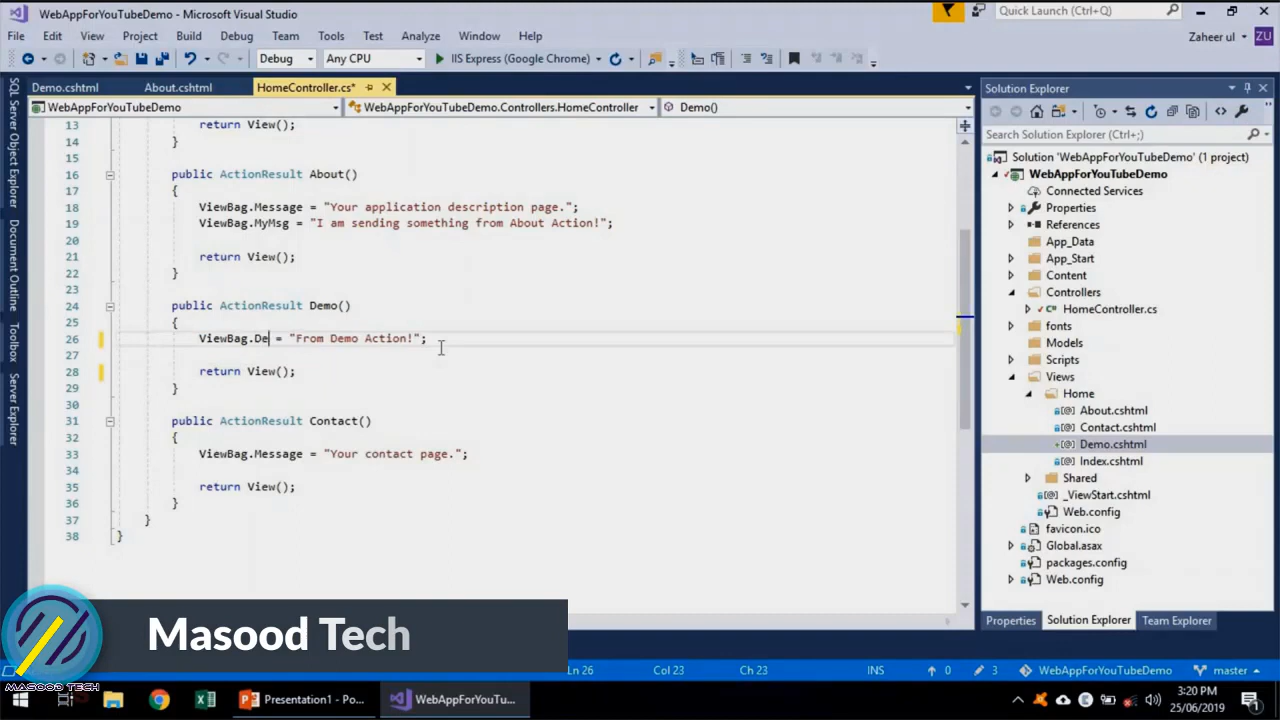 WebAppForYouTubeDemo - Microsoft Visual Studio
Quick Launch (Ctrl+Q)
File Edit View Project Build Debug Team Tools Test Analyze Window Help
Zaheer ul ZU
Debug Any CPU IIS Express (Google Chrome)
Demo.cshtml About.cshtml HomeController.cs*
WebAppForYouTubeDemo WebAppForYouTubeDemo.Controllers.HomeController Demo()
SQL Server Object Explorer
Document Outline
Toolbox
Server Explorer
13 return View();
14 }
15
16 public ActionResult About()
17 {
18 ViewBag.Message = "Your application description page.";
19 ViewBag.MyMsg = "I am sending something from About Action!";
20
21 return View();
22 }
23
24 public ActionResult Demo()
25 {
26 ViewBag.De = "From Demo Action!";
27
28 return View();
29 }
30
31 public ActionResult Contact()
32 {
33 ViewBag.Message = "Your contact page.";
34
35 return View();
36 }
37 }
38 }
Solution Explorer
Search Solution Explorer (Ctrl+;)
Solution 'WebAppForYouTubeDemo' (1 project)
WebAppForYouTubeDemo
Connected Services
Properties
References
App_Data
App_Start
Content
Controllers
C# HomeController.cs
fonts
Models
Scripts
Views
Home
About.cshtml
Contact.cshtml
Demo.cshtml
Index.cshtml
Shared
_ViewStart.cshtml
Web.config
favicon.ico
Global.asax
packages.config
Web.config
Properties Solution Explorer Team Explorer
Masood Tech
MASOOD TECH
Ln 26 Col 23 Ch 23 INS 0 3 WebAppForYouTubeDemo master
Presentation1 - Po... WebAppForYouTu...
3:20 PM
25/06/2019